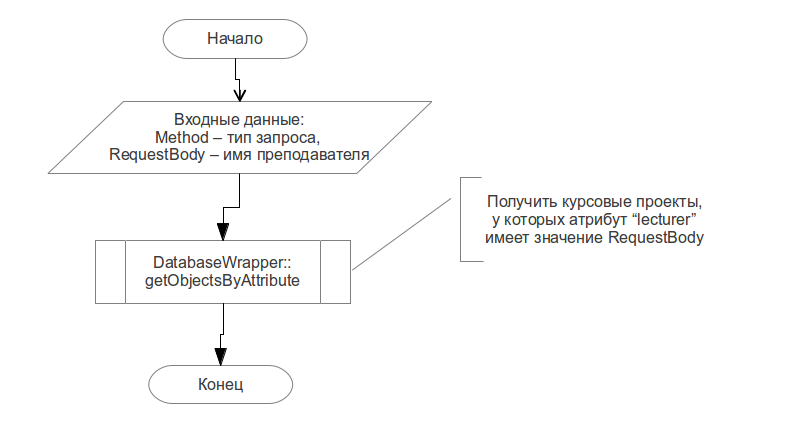 Начало
Входные данные:
Method – тип запроса,
RequestBody – имя преподавателя
Получить курсовые проекты,
у которых атрибут “lecturer”
имеет значение RequestBody
DatabaseWrapper::
getObjectsByAttribute
Конец